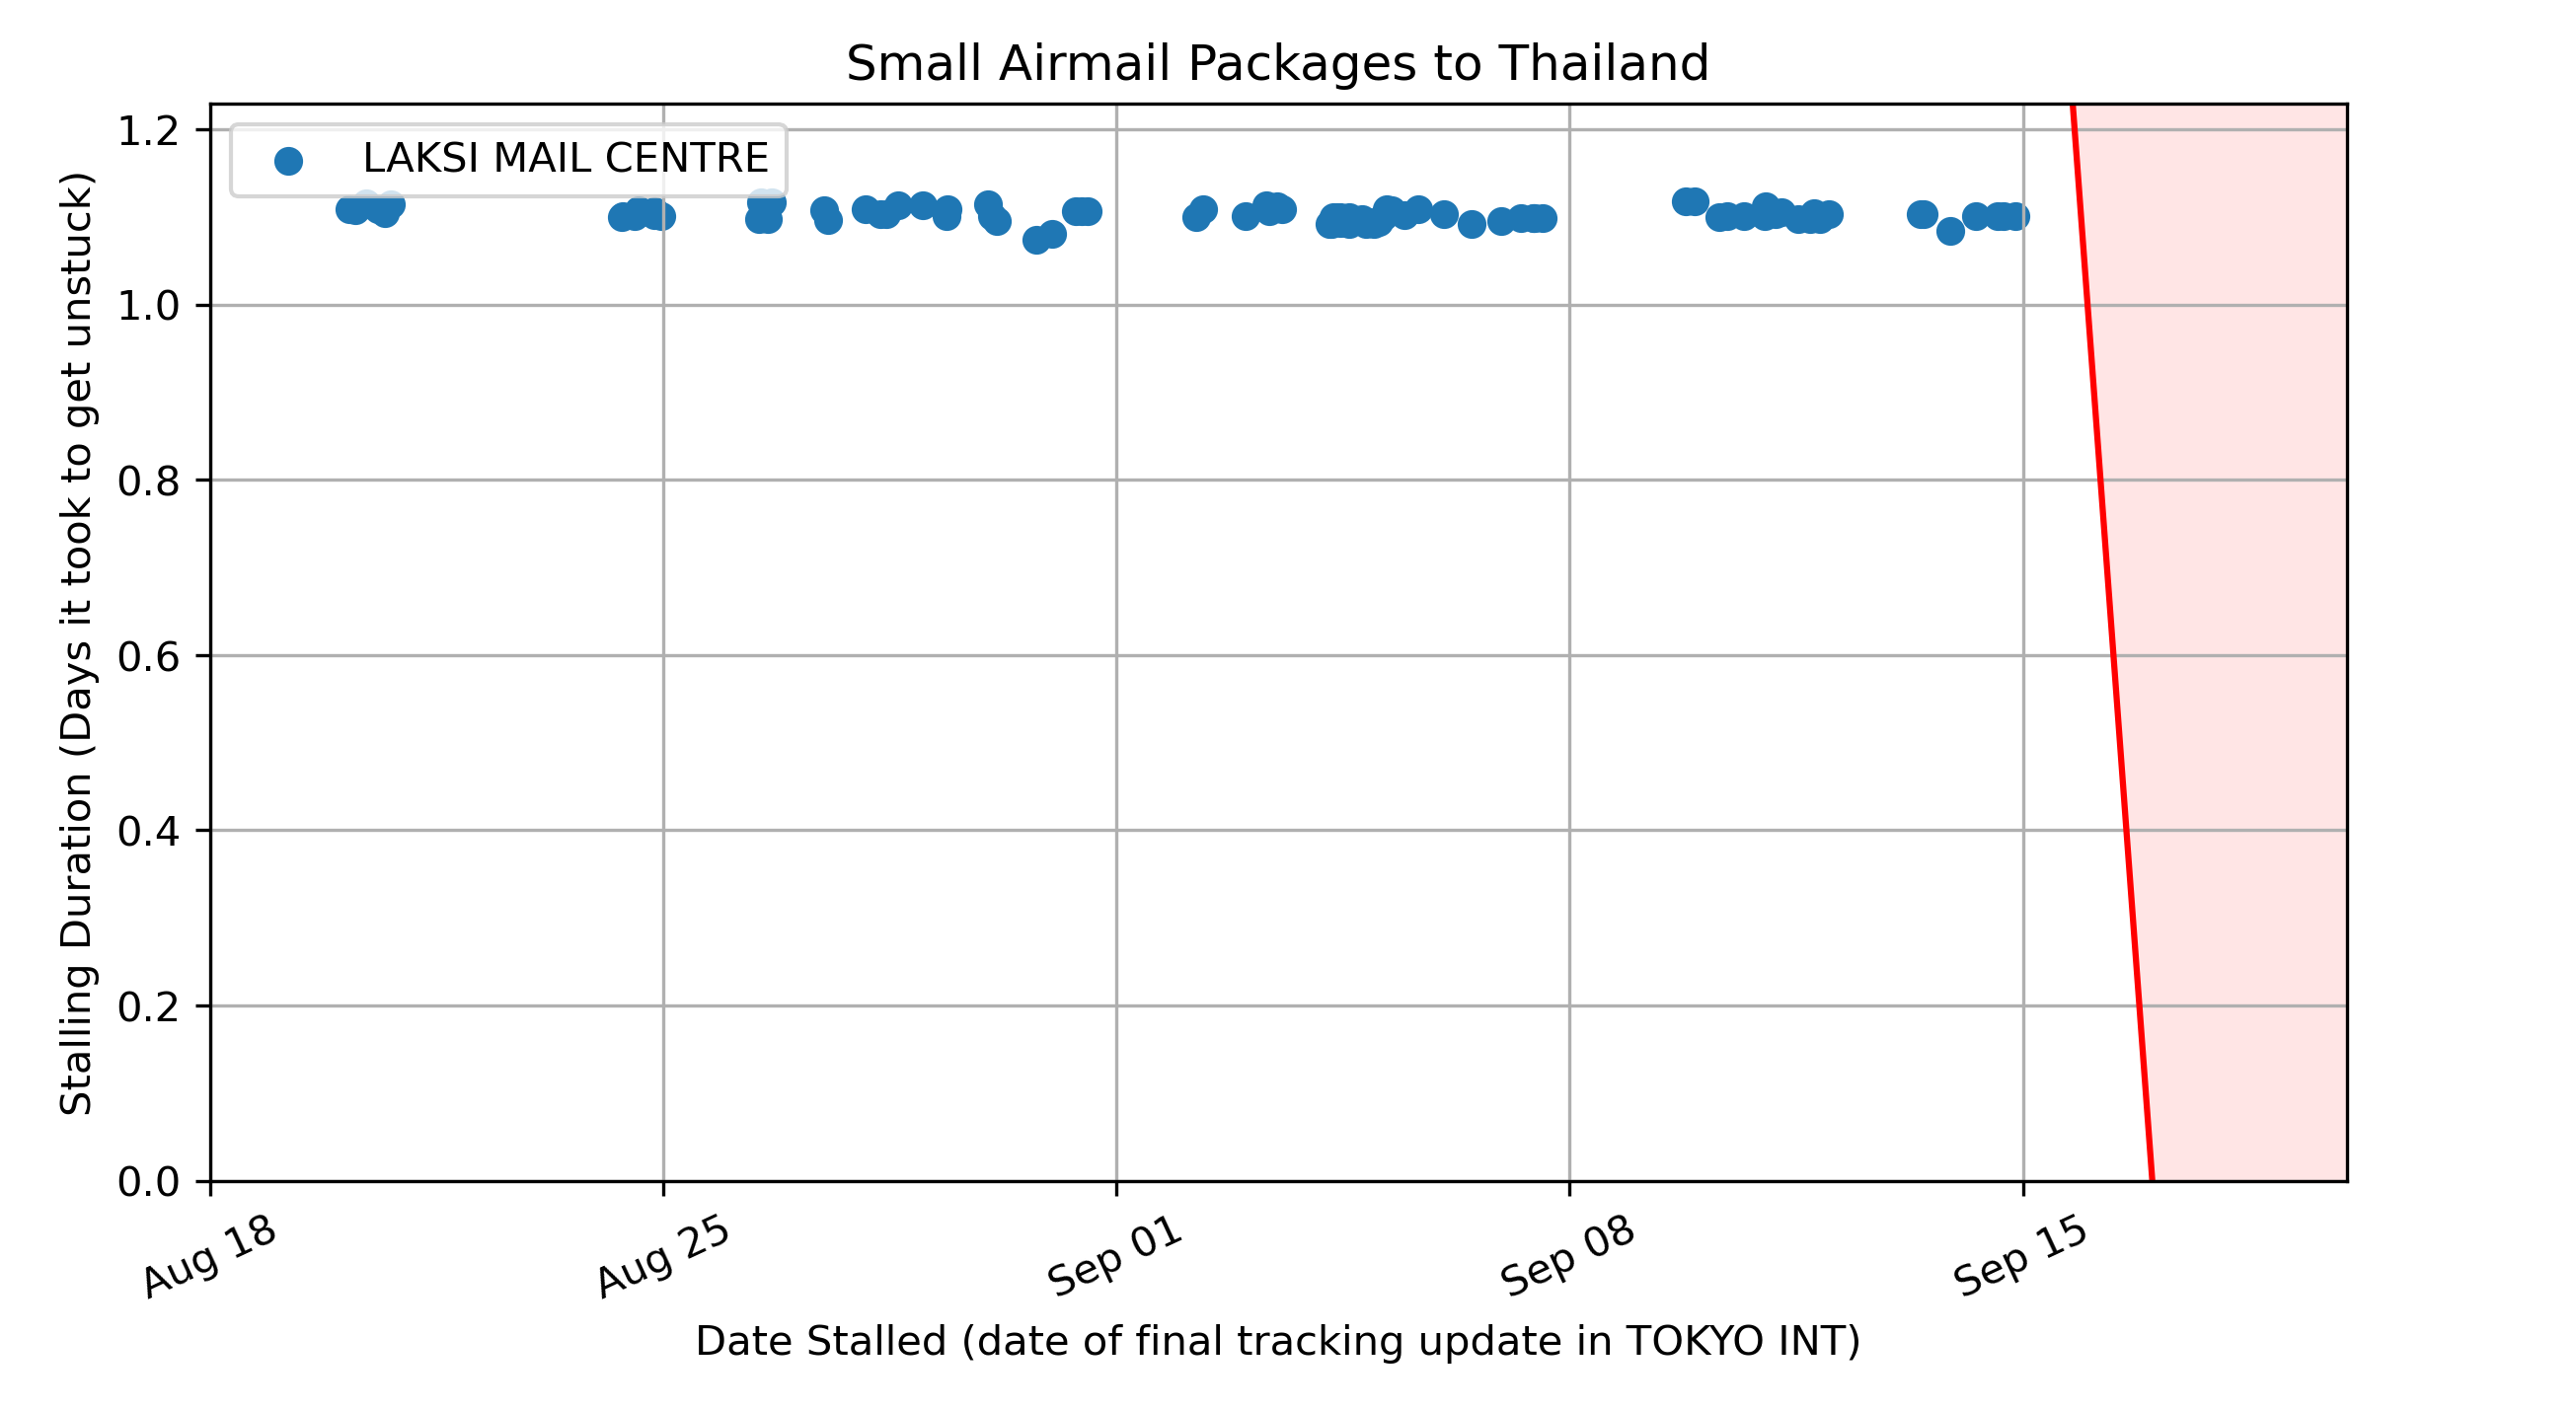 Small Airmail Packages to Thailand
LAKSI MAIL CENTRE
Stalling Duration (Days it took to get unstuck)
1.2
1.0
0.8
0.6
0.4
0.2
0.0
Aug 18
Aug 25
Sep 01
Sep 08
Sep 15
Date Stalled (date of final tracking update in TOKYO INT)